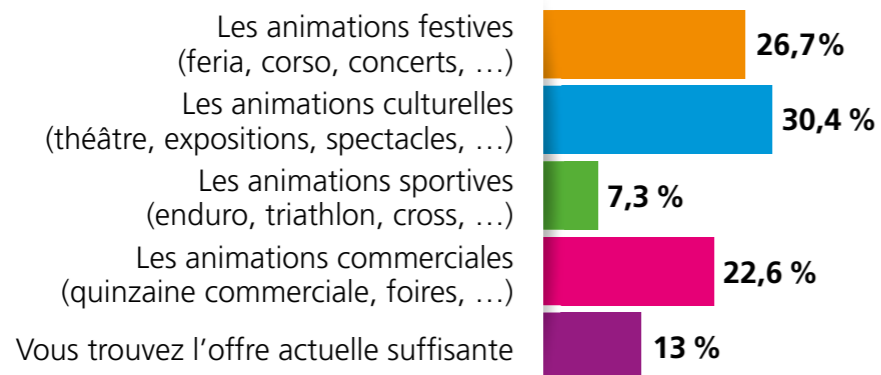 Les animations festives
(feria, corso, concerts, …)
26,7%
Les animations culturelles
(théâtre, expositions, spectacles, …)
30,4 %
Les animations sportives
(enduro, triathlon, cross, …)
7,3 %
Les animations commerciales
(quinzaine commerciale, foires, …)
22,6 %
Vous trouvez l’offre actuelle suffisante
13 %